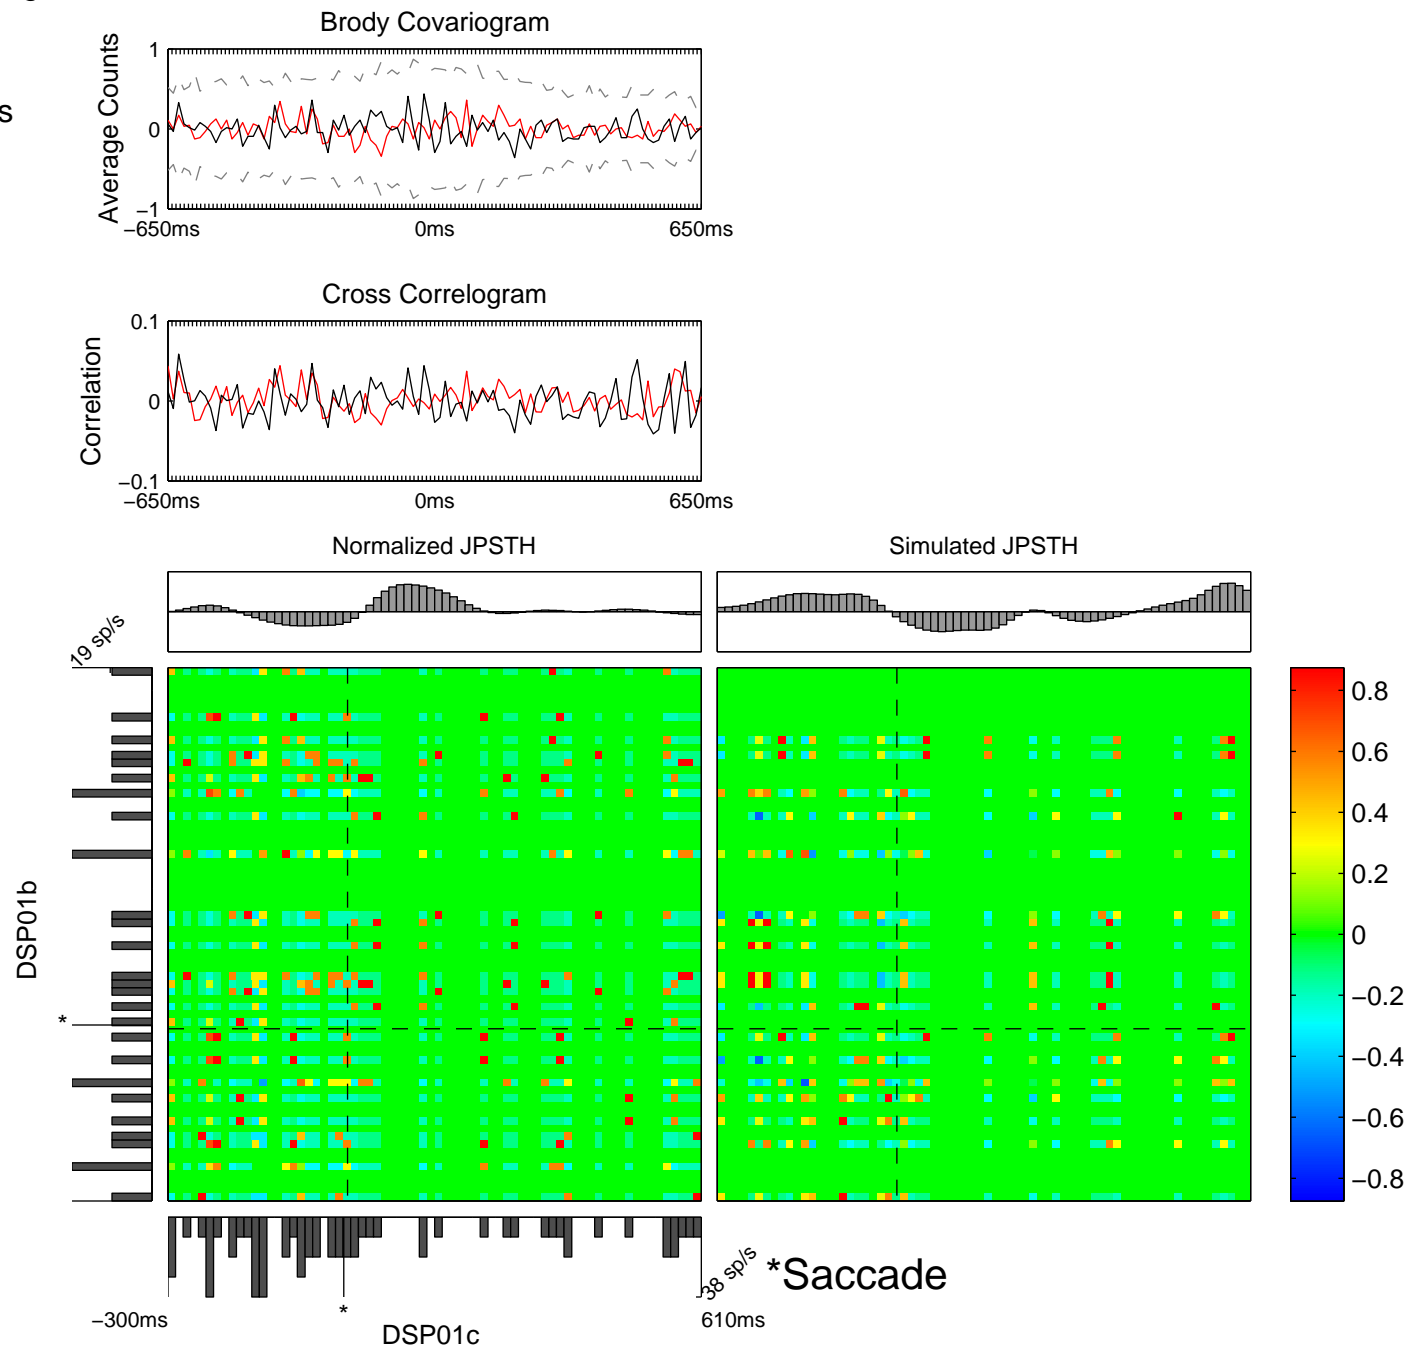 g
Brody Covariogram
s
Average Counts
1
0
−1
−650ms 0ms 650ms
Cross Correlogram
Correlation
0.1
0
−0.1
−650ms 0ms 650ms
Normalized JPSTH
Simulated JPSTH
19 sp/s
DSP01b
*
0.8
0.6
0.4
0.2
0
−0.2
−0.4
−0.6
−0.8
38 sp/s
*Saccade
*
−300ms
610ms
DSP01c